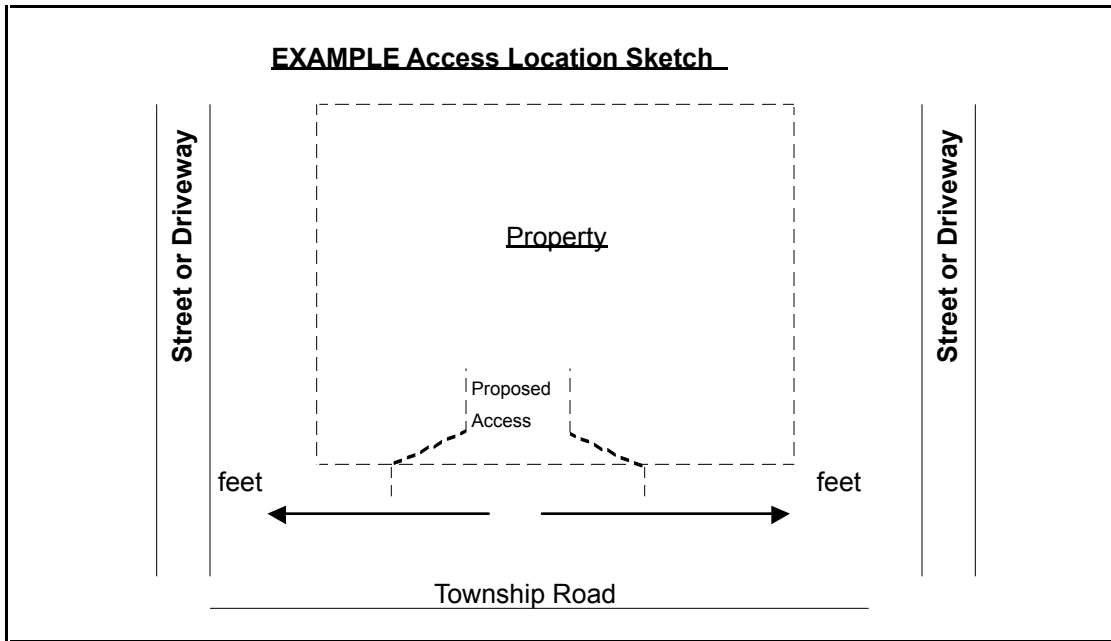 EXAMPLE Access Location Sketch
Street or Driveway
Property
Street or Driveway
Proposed
Access
feet
feet
Township Road